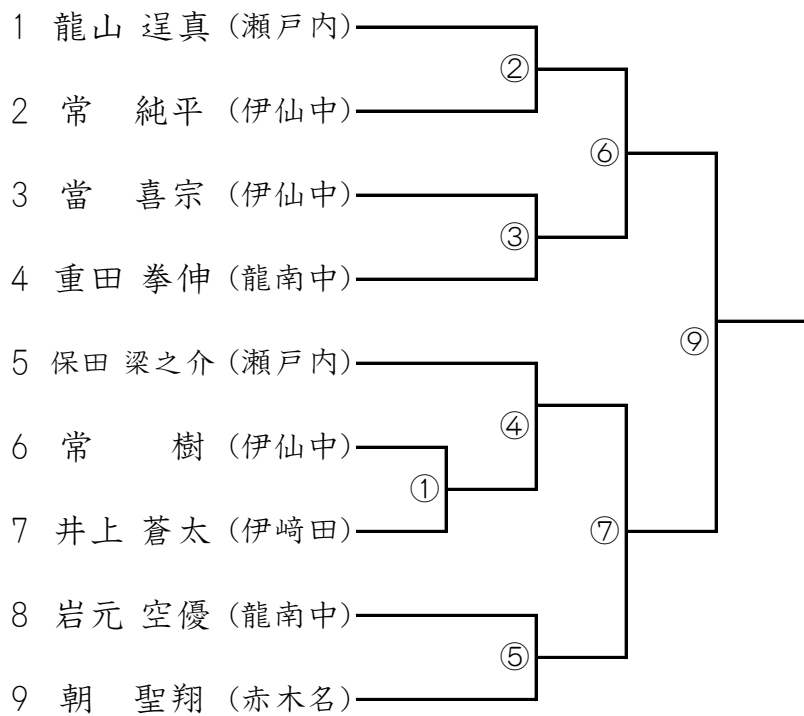 1 龍山 逞真 (瀬戸内)
②
2 常 純平 (伊仙中)
⑥
3 當 喜宗 (伊仙中)
③
4 重田 拳伸 (龍南中)
⑨
5 保田 梁之介 (瀬戸内)
④
6 常 樹 (伊仙中)
①
7 井上 蒼太 (伊﨑田)
⑦
8 岩元 空優 (龍南中)
⑤
9 朝 聖翔 (赤木名)